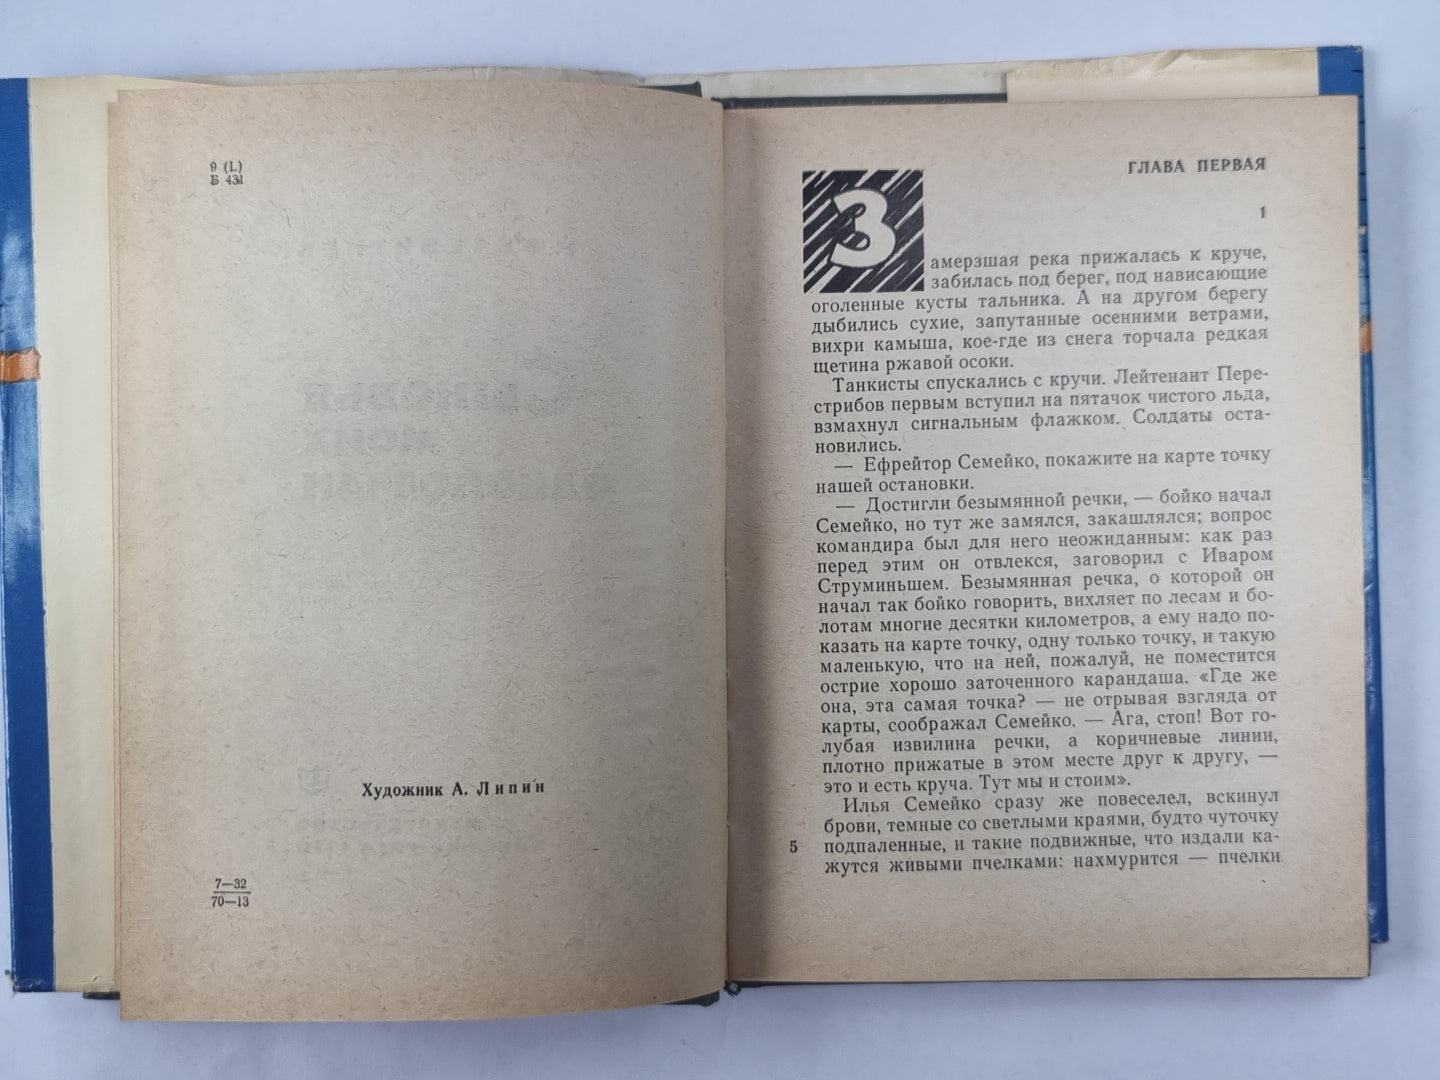 9 (L)
Б 431
Художник А. Липин
7—32
70—13
ГЛАВА ПЕРВАЯ
1
Замерзшая река прижалась к круче,
забилась под берег, под нависающие
оголенные кусты тальника. А на другом берегу
дыбились сухие, запутанные осенними ветрами,
вихри камыша, кое-где из снега торчала редкая
щетина ржавой осоки.
Танкисты спускались с кручи. Лейтенант Пере-
стрибов первым вступил на пятачок чистого льда,
взмахнул сигнальным флажком. Солдаты оста-
новились.
— Ефрейтор Семейко, покажите на карте точку
нашей остановки.
— Достигли безымянной речки, — бойко начал
Семейко, но тут же замялся, закашлялся; вопрос
командира был для него неожиданным: как раз
перед этим он отвлекся, заговорил с Иваром
Струминьшем. Безымянная речка, о которой он
начал так бойко говорить, вихляет по лесам и бо-
лотам многие десятки километров, а ему надо по-
казать на карте точку, одну только точку, и такую
маленькую, что на ней, пожалуй, не поместится
острие хорошо заточенного карандаша. «Где же
она, эта самая точка? — не отрывая взгляда от
карты, соображал Семейко. — Ага, стоп! Вот го-
лубая извилина речки, а коричневые линии,
плотно прижатые в этом месте друг к другу, —
это и есть круча. Тут мы и стоим».
Илья Семейко сразу же повеселел, вскинул
брови, темные со светлыми краями, будто чуточку
подпаленные, и такие подвижные, что издали ка-
жутся живыми пчелками: нахмурится — пчелки
5